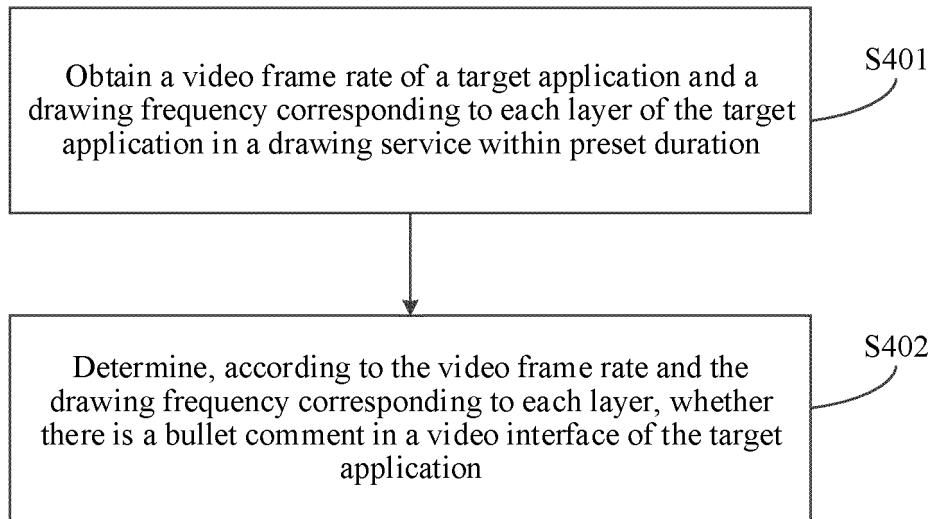 Obtain a video frame rate of a target application and a
drawing frequency corresponding to each layer of the target
application in a drawing service within preset duration
S401
Determine, according to the video frame rate and the
drawing frequency corresponding to each layer, whether
there is a bullet comment in a video interface of the target
application
S402